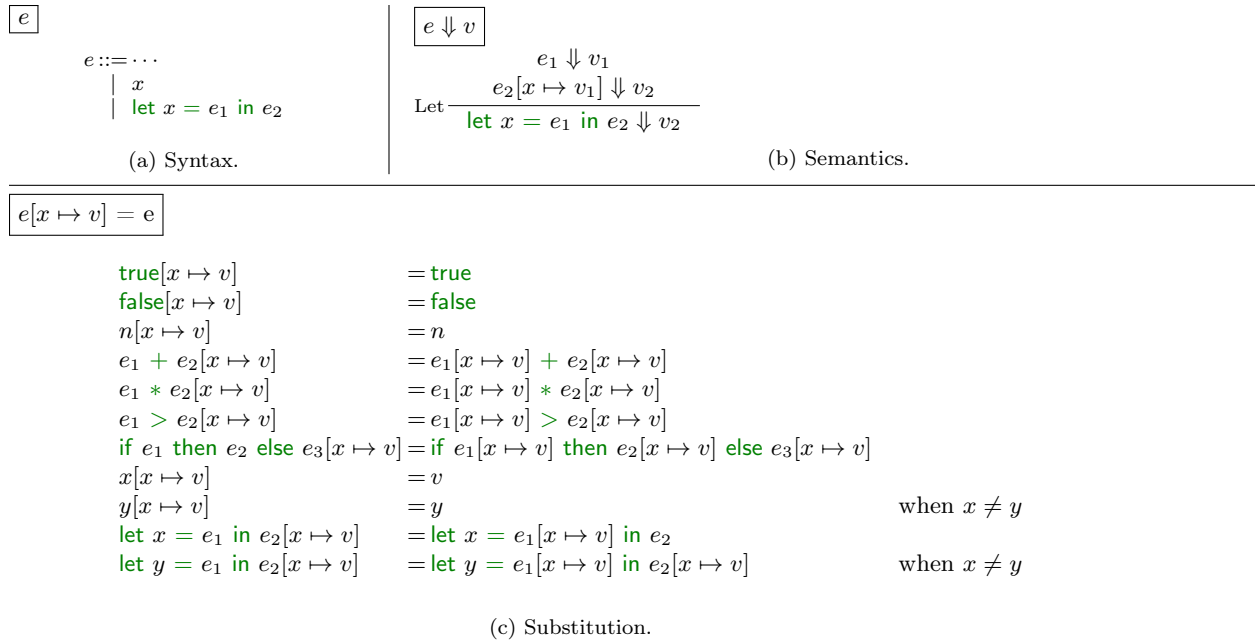 e
e ::= ⋯
| x
| let x = e₁ in e₂
(a) Syntax.
e ⇓ v
e₁ ⇓ v₁
e₂[x ↦ v₁] ⇓ v₂
Let
let x = e₁ in e₂ ⇓ v₂
(b) Semantics.
e[x ↦ v] = e
true[x ↦ v] = true
false[x ↦ v] = false
n[x ↦ v] = n
e₁ + e₂[x ↦ v] = e₁[x ↦ v] + e₂[x ↦ v]
e₁ * e₂[x ↦ v] = e₁[x ↦ v] * e₂[x ↦ v]
e₁ > e₂[x ↦ v] = e₁[x ↦ v] > e₂[x ↦ v]
if e₁ then e₂ else e₃[x ↦ v] = if e₁[x ↦ v] then e₂[x ↦ v] else e₃[x ↦ v]
x[x ↦ v] = v
y[x ↦ v] = y when x ≠ y
let x = e₁ in e₂[x ↦ v] = let x = e₁[x ↦ v] in e₂
let y = e₁ in e₂[x ↦ v] = let y = e₁[x ↦ v] in e₂[x ↦ v] when x ≠ y
(c) Substitution.